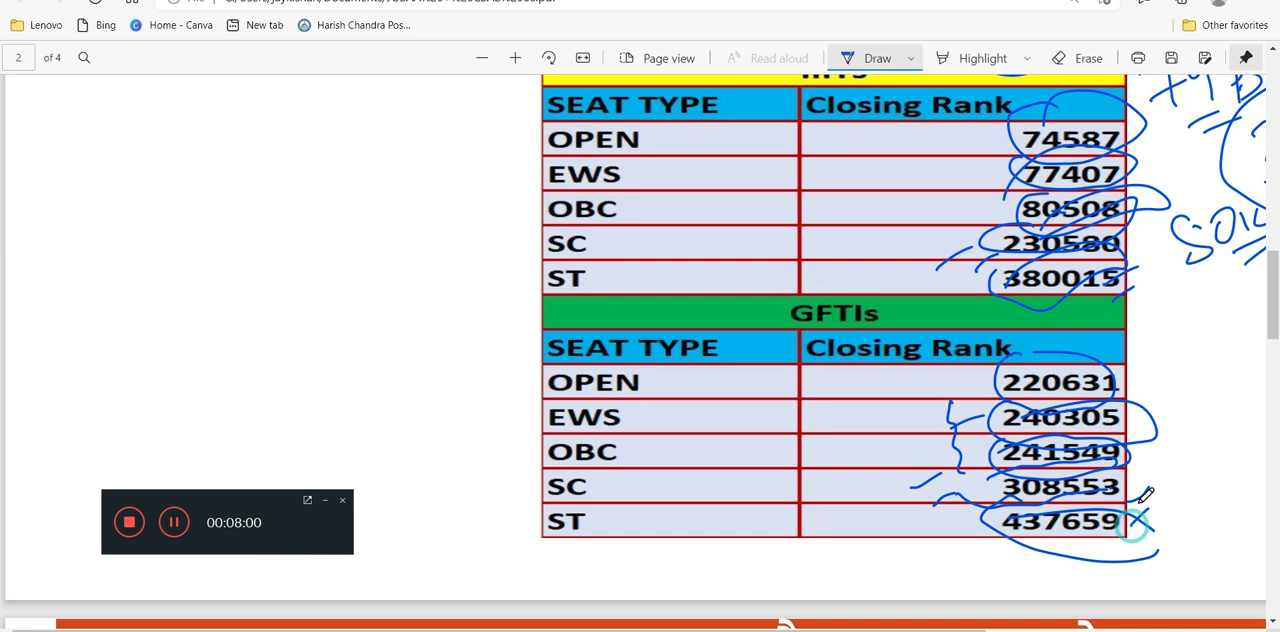 Lenovo Bing Home - Canva New tab Harish Chandra Pos... Other favorites
2 of 4 Page view Read aloud Draw Highlight Erase
SEAT TYPE Closing Rank
OPEN 74587
EWS 77407
OBC 80508
SC 230580
ST 380015
GFTIs
SEAT TYPE Closing Rank
OPEN 220631
EWS 240305
OBC 241549
SC 308553
ST 437659
00:08:00